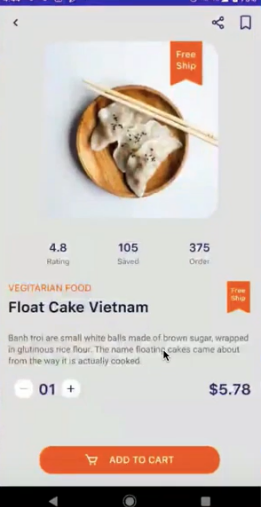 Free
Ship
4.8 105 375
Rating Saved Order
VEGITARIAN FOOD
Free
Ship
Float Cake Vietnam
Banh troi are small white balls made of brown sugar, wrapped
in glutinous rice flour. The name floating cakes came about
from the way it is actually cooked.
− 01 + $5.78
ADD TO CART